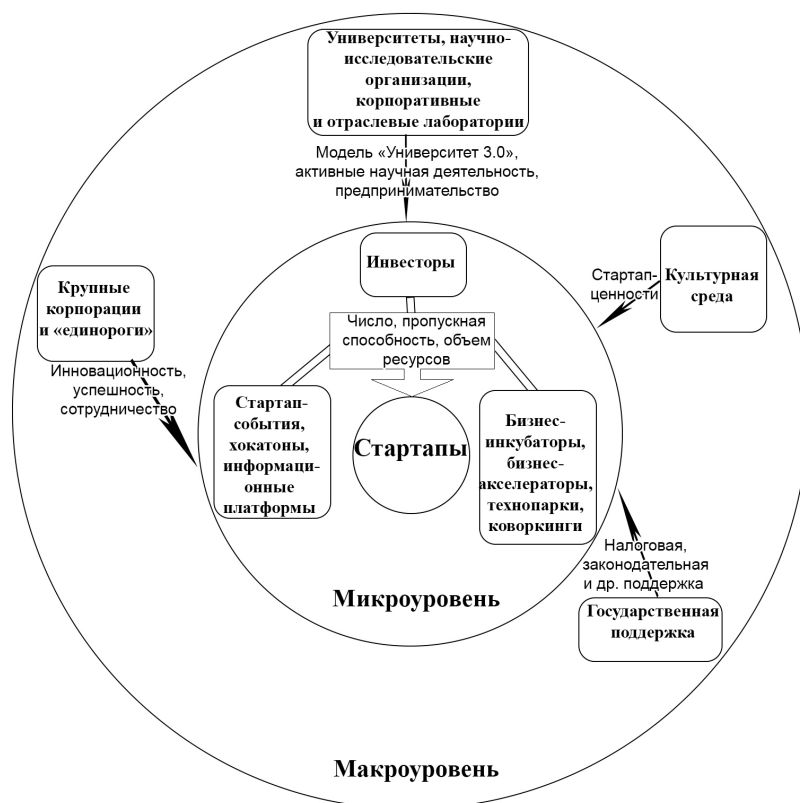 Университеты, научно-
исследовательские
организации,
корпоративные
и отраслевые лаборатории
Модель «Университет 3.0»,
активные научная деятельность,
предпринимательство
Инвесторы
Культурная
среда
Стартап-
ценности
Крупные
корпорации
и «единороги»
Инновационность,
успешность,
сотрудничество
Число, пропускная
способность, объем
ресурсов
Стартап-
события,
хокатоны,
информаци-
онные
платформы
Стартапы
Бизнес-
инкубаторы,
бизнес-
акселераторы,
технопарки,
коворкинги
Налоговая,
законодательная
и др. поддержка
Государственная
поддержка
Микроуровень
Макроуровень